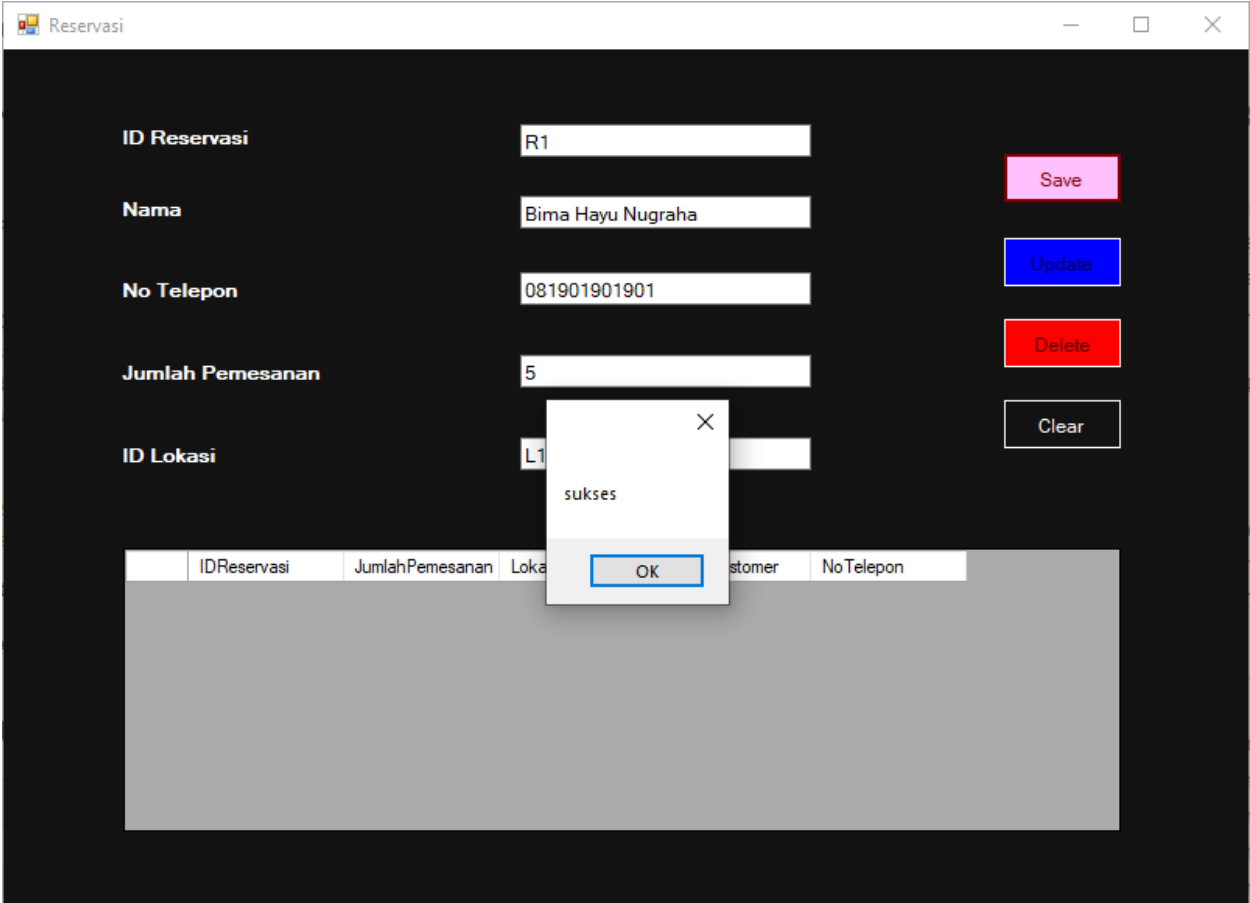 Reservasi
ID Reservasi R1
Save
Nama Bima Hayu Nugraha
Update
No Telepon 081901901901
Delete
Jumlah Pemesanan 5
Clear
ID Lokasi L1
sukses
OK
IDReservasi JumlahPemesanan NoTelepon